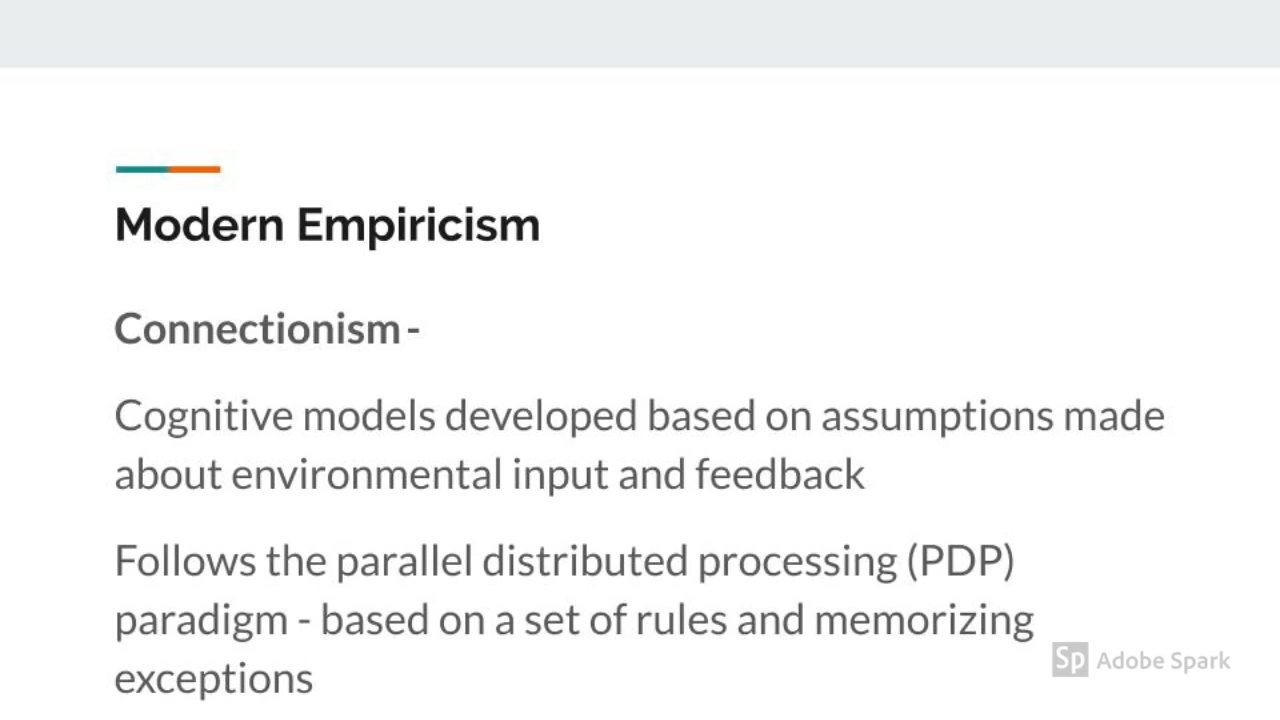 Modern Empiricism
Connectionism -
Cognitive models developed based on assumptions made
about environmental input and feedback
Follows the parallel distributed processing (PDP)
paradigm - based on a set of rules and memorizing
exceptions
Sp Adobe Spark